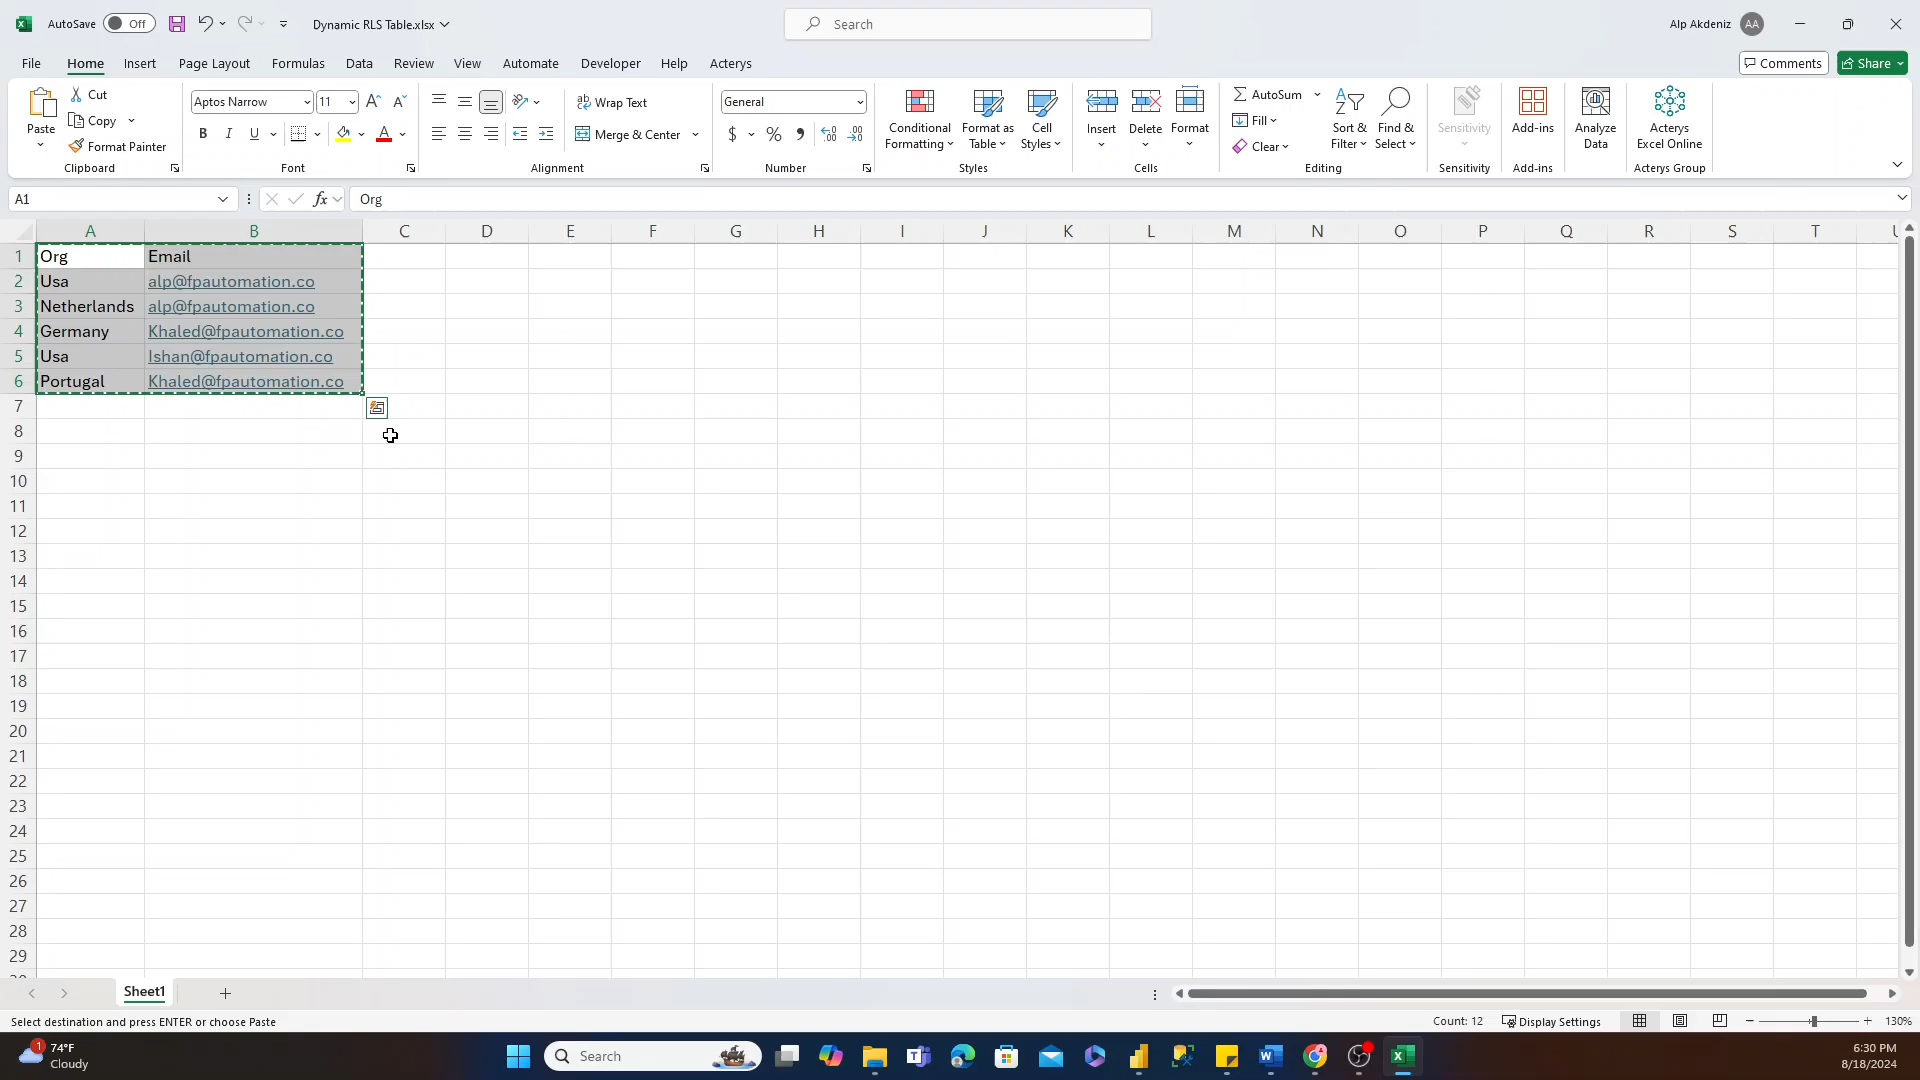 AutoSave Off Dynamic RLS Table.xlsx Search Alp Akdeniz AA
File Home Insert Page Layout Formulas Data Review View Automate Developer Help Acterys Comments Share
Paste Cut Copy Format Painter Clipboard
Aptos Narrow 11 B I U A Font
Wrap Text Merge & Center Alignment
General $ % , Number
Conditional Formatting Format as Table Cell Styles Styles
Insert Delete Format Cells
AutoSum Fill Clear Sort & Filter Find & Select Editing
Sensitivity Sensitivity
Add-ins Add-ins
Analyze Data
Acterys Excel Online Acterys Group
A1 fx Org
A B C D E F G H I J K L M N O P Q R S T
1 Org Email
2 Usa alp@fpautomation.co
3 Netherlands alp@fpautomation.co
4 Germany Khaled@fpautomation.co
5 Usa Ishan@fpautomation.co
6 Portugal Khaled@fpautomation.co
7
8
9
10
11
12
13
14
15
16
17
18
19
20
21
22
23
24
25
26
27
28
29
Sheet1
Select destination and press ENTER or choose Paste Count: 12 Display Settings 130%
1 74°F Search 6:30 PM
Cloudy 8/18/2024